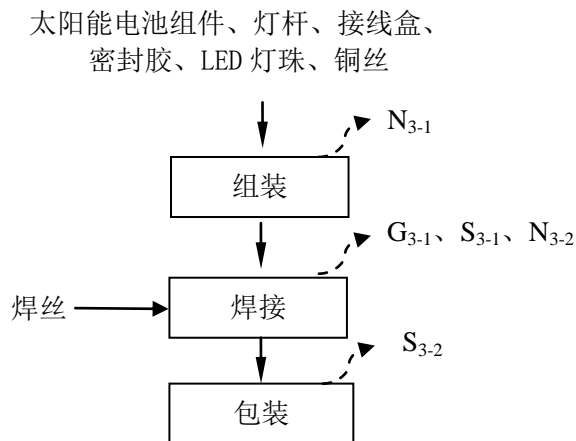 太阳能电池组件、灯杆、接线盒、
密封胶、LED 灯珠、铜丝
N3-1
组装
G3-1、S3-1、N3-2
焊丝
焊接
S3-2
包装